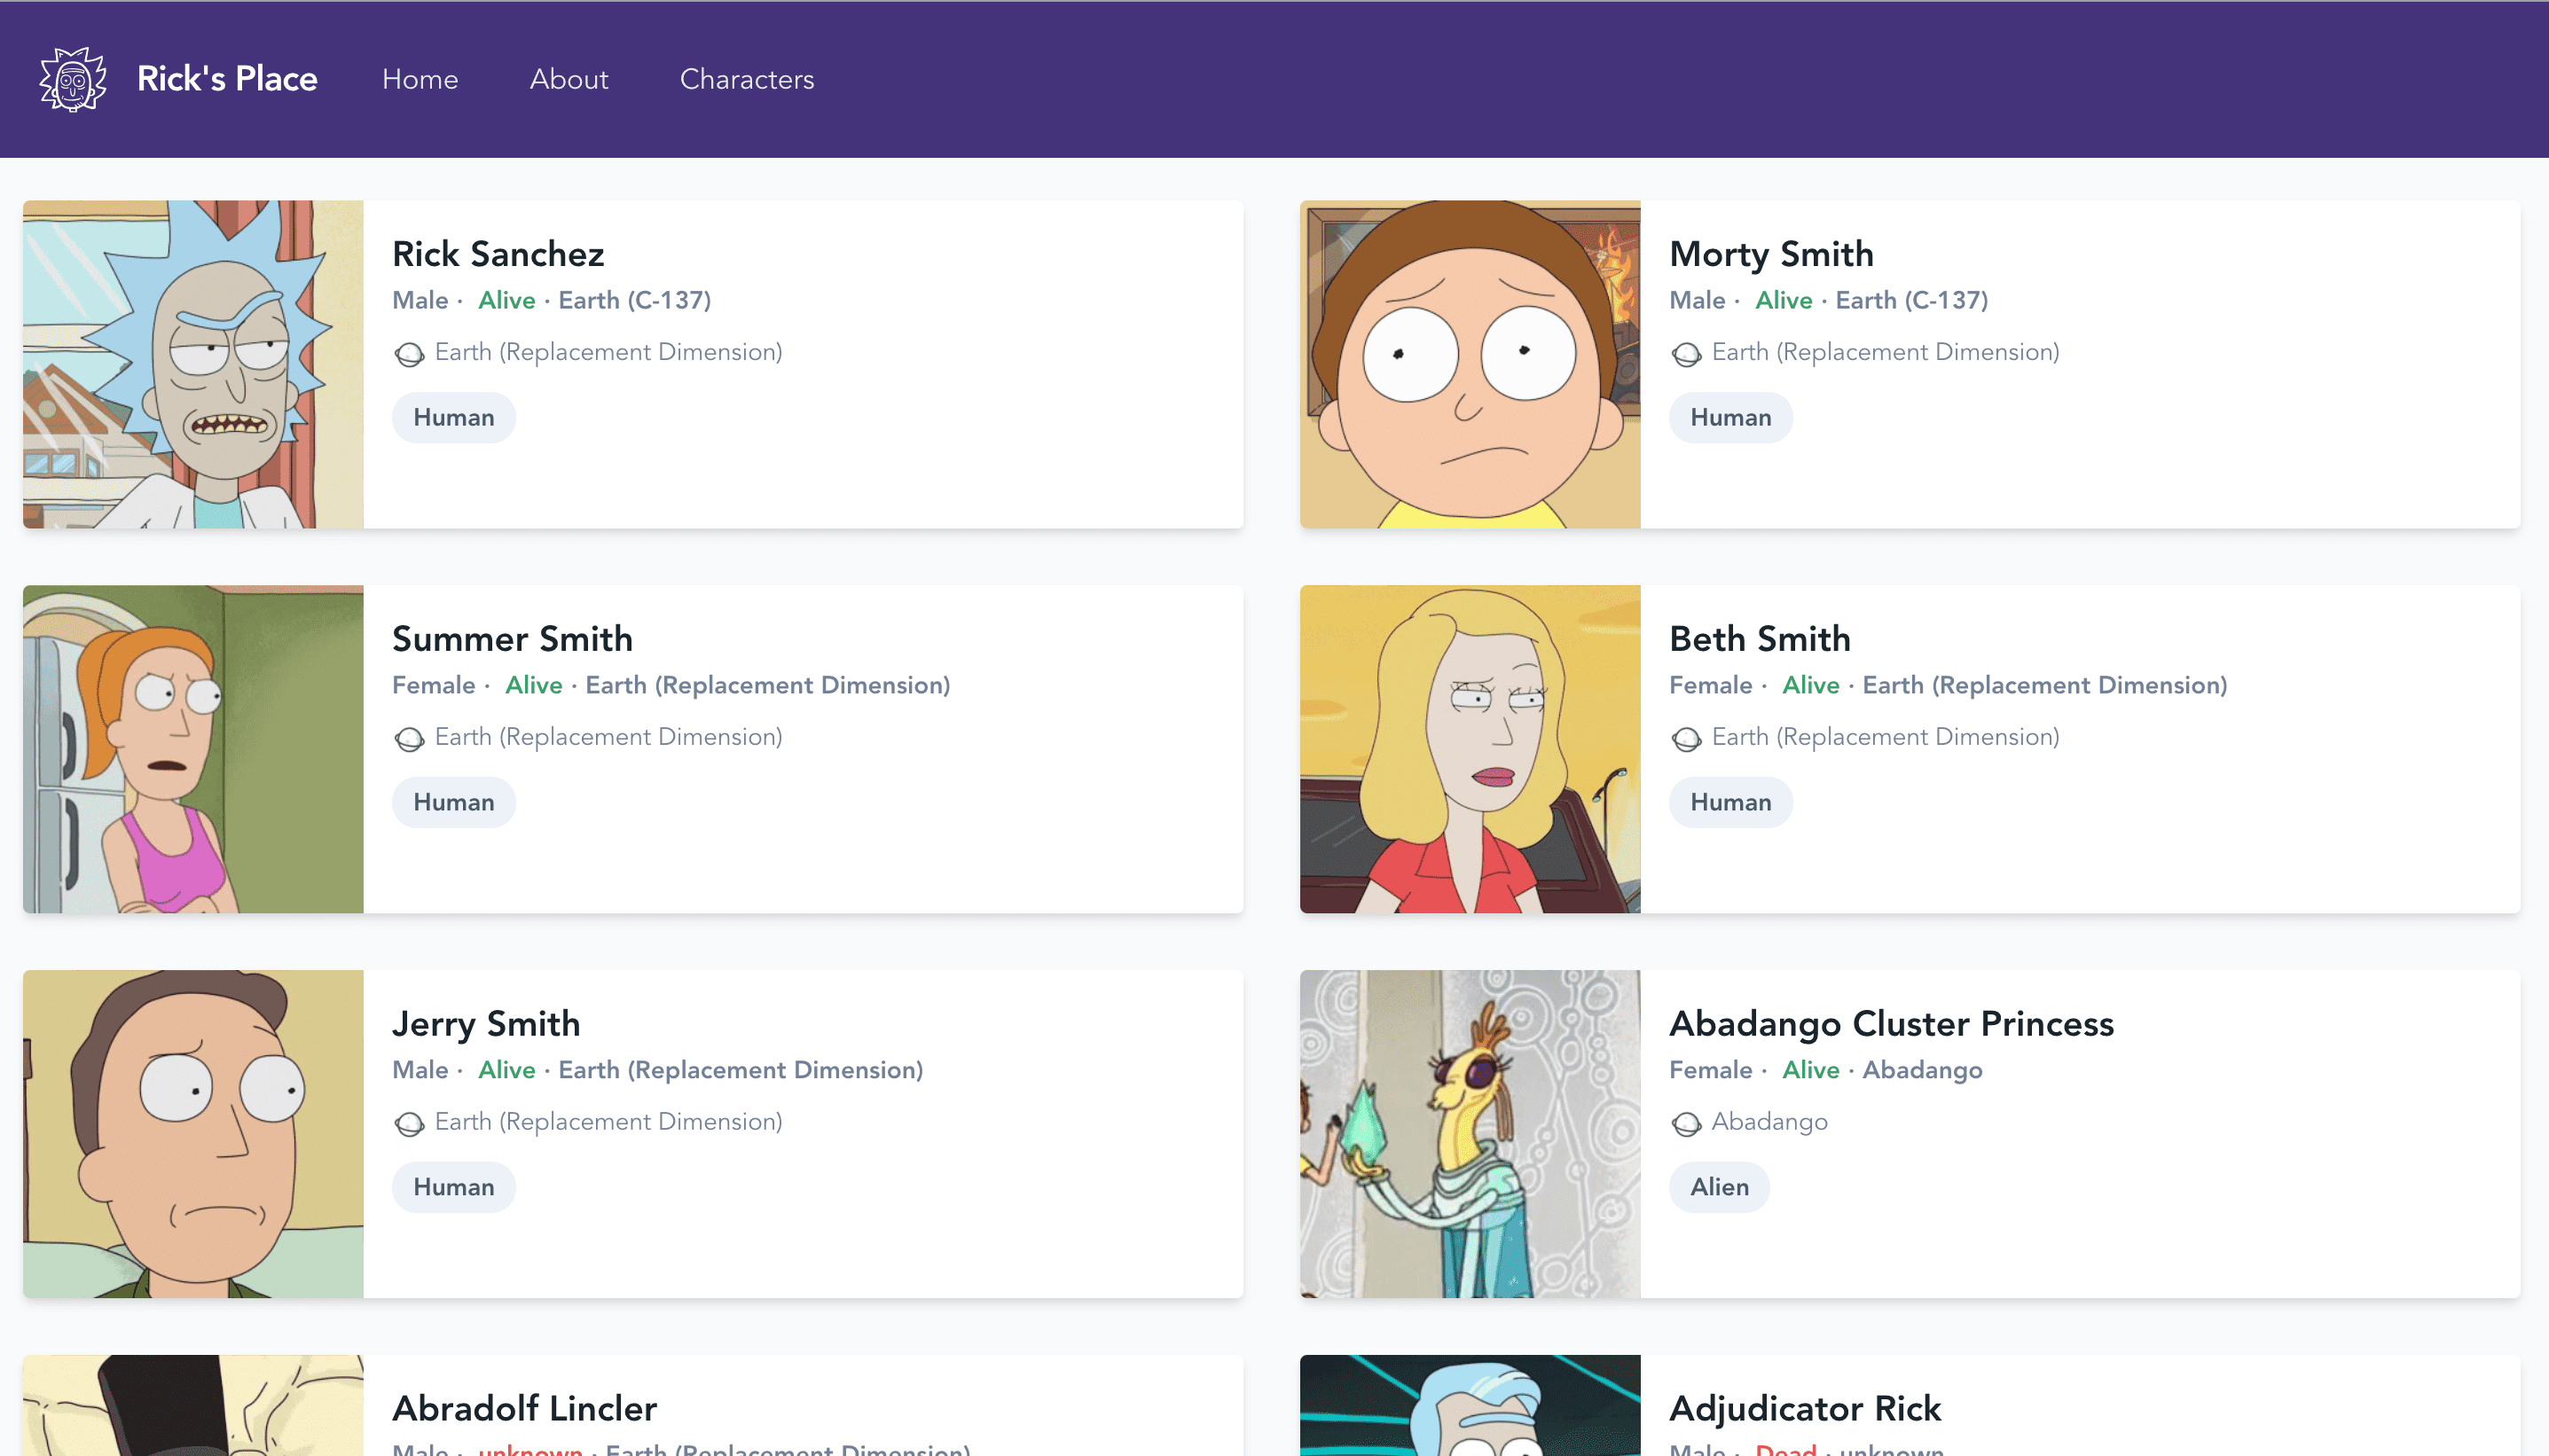 Rick's Place Home About Characters
Rick Sanchez
Male · Alive · Earth (C-137)
Earth (Replacement Dimension)
Human
Morty Smith
Male · Alive · Earth (C-137)
Earth (Replacement Dimension)
Human
Summer Smith
Female · Alive · Earth (Replacement Dimension)
Earth (Replacement Dimension)
Human
Beth Smith
Female · Alive · Earth (Replacement Dimension)
Earth (Replacement Dimension)
Human
Jerry Smith
Male · Alive · Earth (Replacement Dimension)
Earth (Replacement Dimension)
Human
Abadango Cluster Princess
Female · Alive · Abadango
Abadango
Alien
Abradolf Lincler
Male · unknown · Earth (Replacement Dimension)
Adjudicator Rick
Male · Dead · unknown